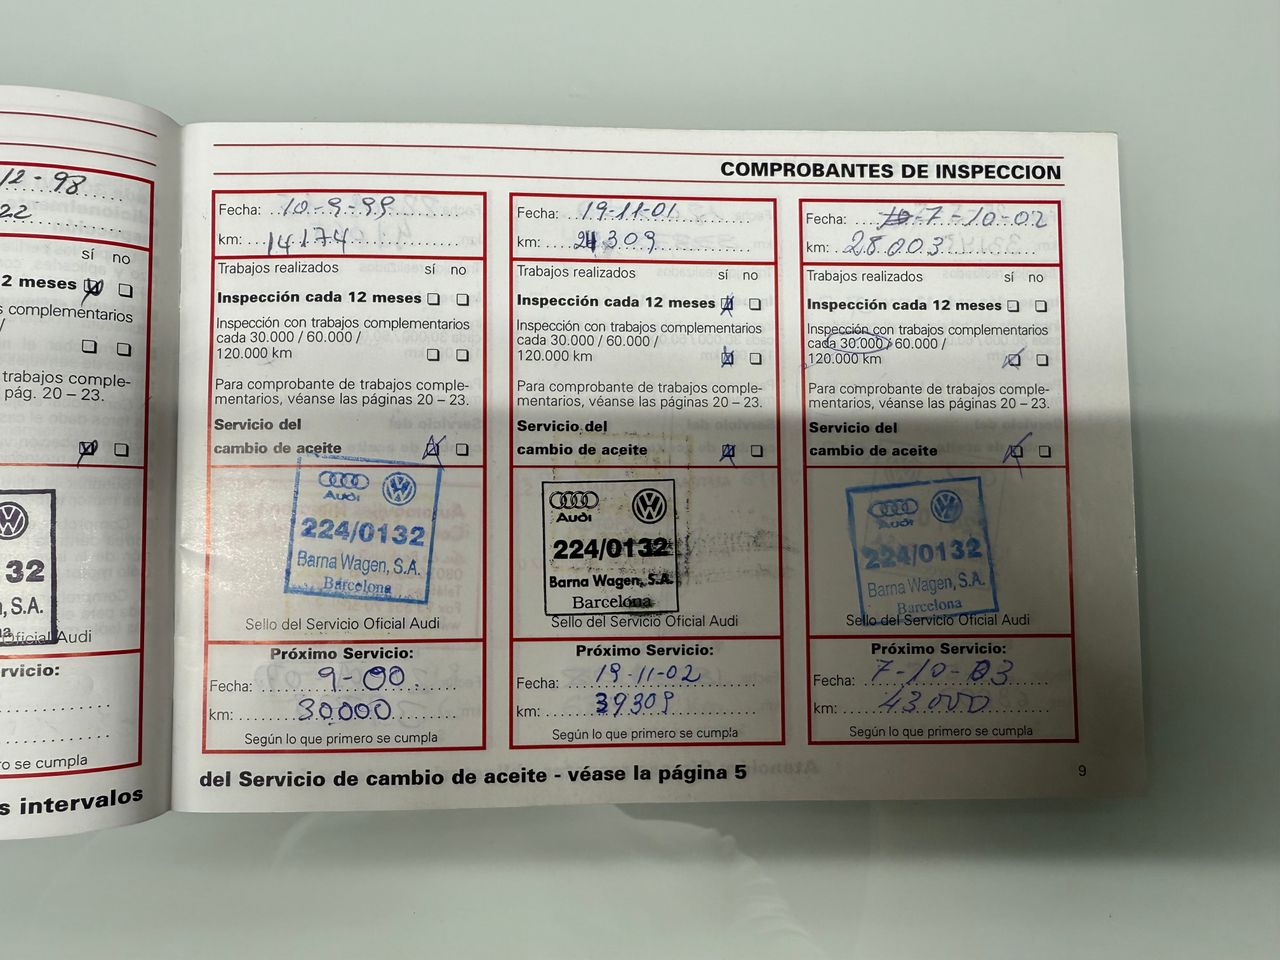 12-98
22
sí no
2 meses
complementarios
/
trabajos comple-
pág. 20 – 23.
32
, S.A.
Oficial Audi
rvicio:
ro se cumpla
s intervalos
COMPROBANTES DE INSPECCION
Fecha: 10-9-99
km: 14174
Trabajos realizados sí no
Inspección cada 12 meses
Inspección con trabajos complementarios
cada 30.000 / 60.000 /
120.000 km
Para comprobante de trabajos comple-
mentarios, véanse las páginas 20 – 23.
Servicio del
cambio de aceite
Audi
224/0132
Barna Wagen, S.A.
Barcelona
Sello del Servicio Oficial Audi
Próximo Servicio:
Fecha: 9-00
km: 30.000
Según lo que primero se cumpla
Fecha: 19-11-01
km: 24309
Trabajos realizados sí no
Inspección cada 12 meses
Inspección con trabajos complementarios
cada 30.000 / 60.000 /
120.000 km
Para comprobante de trabajos comple-
mentarios, véanse las páginas 20 – 23.
Servicio del
cambio de aceite
Audi
224/0132
Barna Wagen, S.A.
Barcelona
Sello del Servicio Oficial Audi
Próximo Servicio:
Fecha: 19-11-02
km: 39309
Según lo que primero se cumpla
Fecha: 7-10-02
km: 28.003
Trabajos realizados sí no
Inspección cada 12 meses
Inspección con trabajos complementarios
cada 30.000 / 60.000 /
120.000 km
Para comprobante de trabajos comple-
mentarios, véanse las páginas 20 – 23.
Servicio del
cambio de aceite
Audi
224/0132
Barna Wagen, S.A.
Barcelona
Sello del Servicio Oficial Audi
Próximo Servicio:
Fecha: 7-10-03
km: 43.000
Según lo que primero se cumpla
del Servicio de cambio de aceite - véase la página 5
9